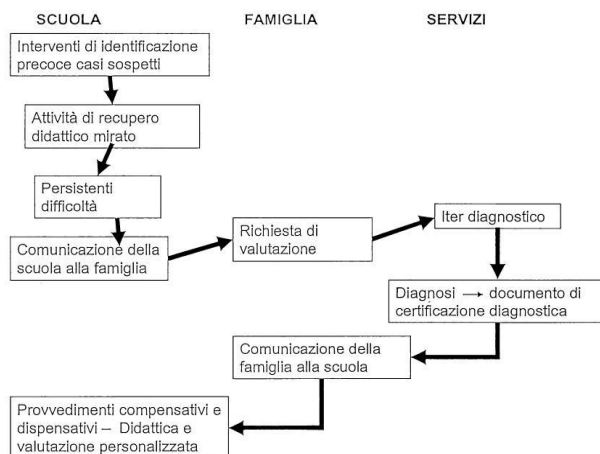 SCUOLA FAMIGLIA SERVIZI
Interventi di identificazione
precoce casi sospetti
Attività di recupero
didattico mirato
Persistenti
difficoltà
Comunicazione della
scuola alla famiglia
Richiesta di
valutazione
Iter diagnostico
Diagnosi → documento di
certificazione diagnostica
Comunicazione della
famiglia alla scuola
Provvedimenti compensativi e
dispensativi – Didattica e
valutazione personalizzata